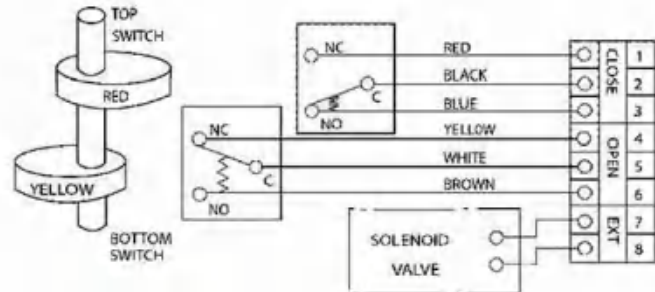 TOP
SWITCH
RED
YELLOW
BOTTOM
SWITCH
NC
C
NO
NC
C
NO
RED
BLACK
BLUE
YELLOW
WHITE
BROWN
SOLENOID
VALVE
CLOSE
OPEN
EXT
1
2
3
4
5
6
7
8